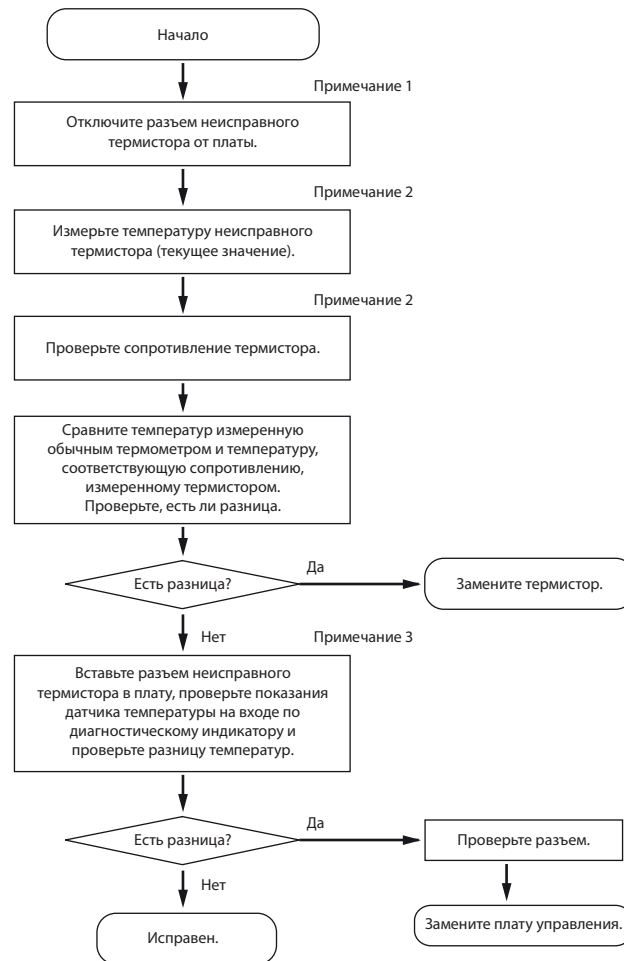 Начало
Примечание 1
Отключите разъем неисправного
термистора от платы.
Примечание 2
Измерьте температуру неисправного
термистора (текущее значение).
Примечание 2
Проверьте сопротивление термистора.
Сравните температур измеренную
обычным термометром и температуру,
соответствующую сопротивлению,
измеренному термистором.
Проверьте, есть ли разница.
Есть разница?
Да
Замените термистор.
Нет
Примечание 3
Вставьте разъем неисправного
термистора в плату, проверьте показания
датчика температуры на входе по
диагностическому индикатору и
проверьте разницу температур.
Есть разница?
Да
Проверьте разъем.
Замените плату управления.
Нет
Исправен.